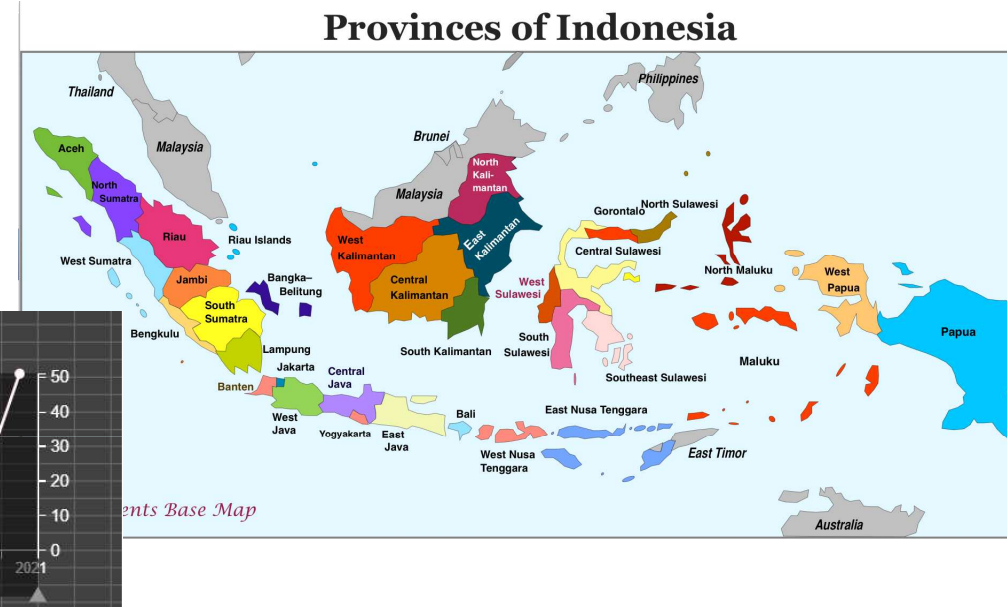 Provinces of Indonesia
Thailand
Philippines
Brunei
Malaysia
Aceh
North
Sumatra
Malaysia
North
Kali-
mantan
West Sumatra
Riau
Riau Islands
West
Kalimantan
East
Kalimantan
Gorontalo
North Sulawesi
Central Sulawesi
Jambi
Bangka–
Belitung
Central
Kalimantan
West
Sulawesi
North Maluku
West
Papua
South
Sumatra
Bengkulu
Lampung
South Kalimantan
South
Sulawesi
Papua
Jakarta
Banten
Central
Java
Southeast Sulawesi
Maluku
West
Java
Yogyakarta
East
Java
Bali
East Nusa Tenggara
West Nusa
Tenggara
East Timor
Australia
ents Base Map
50
40
30
20
10
0
2021